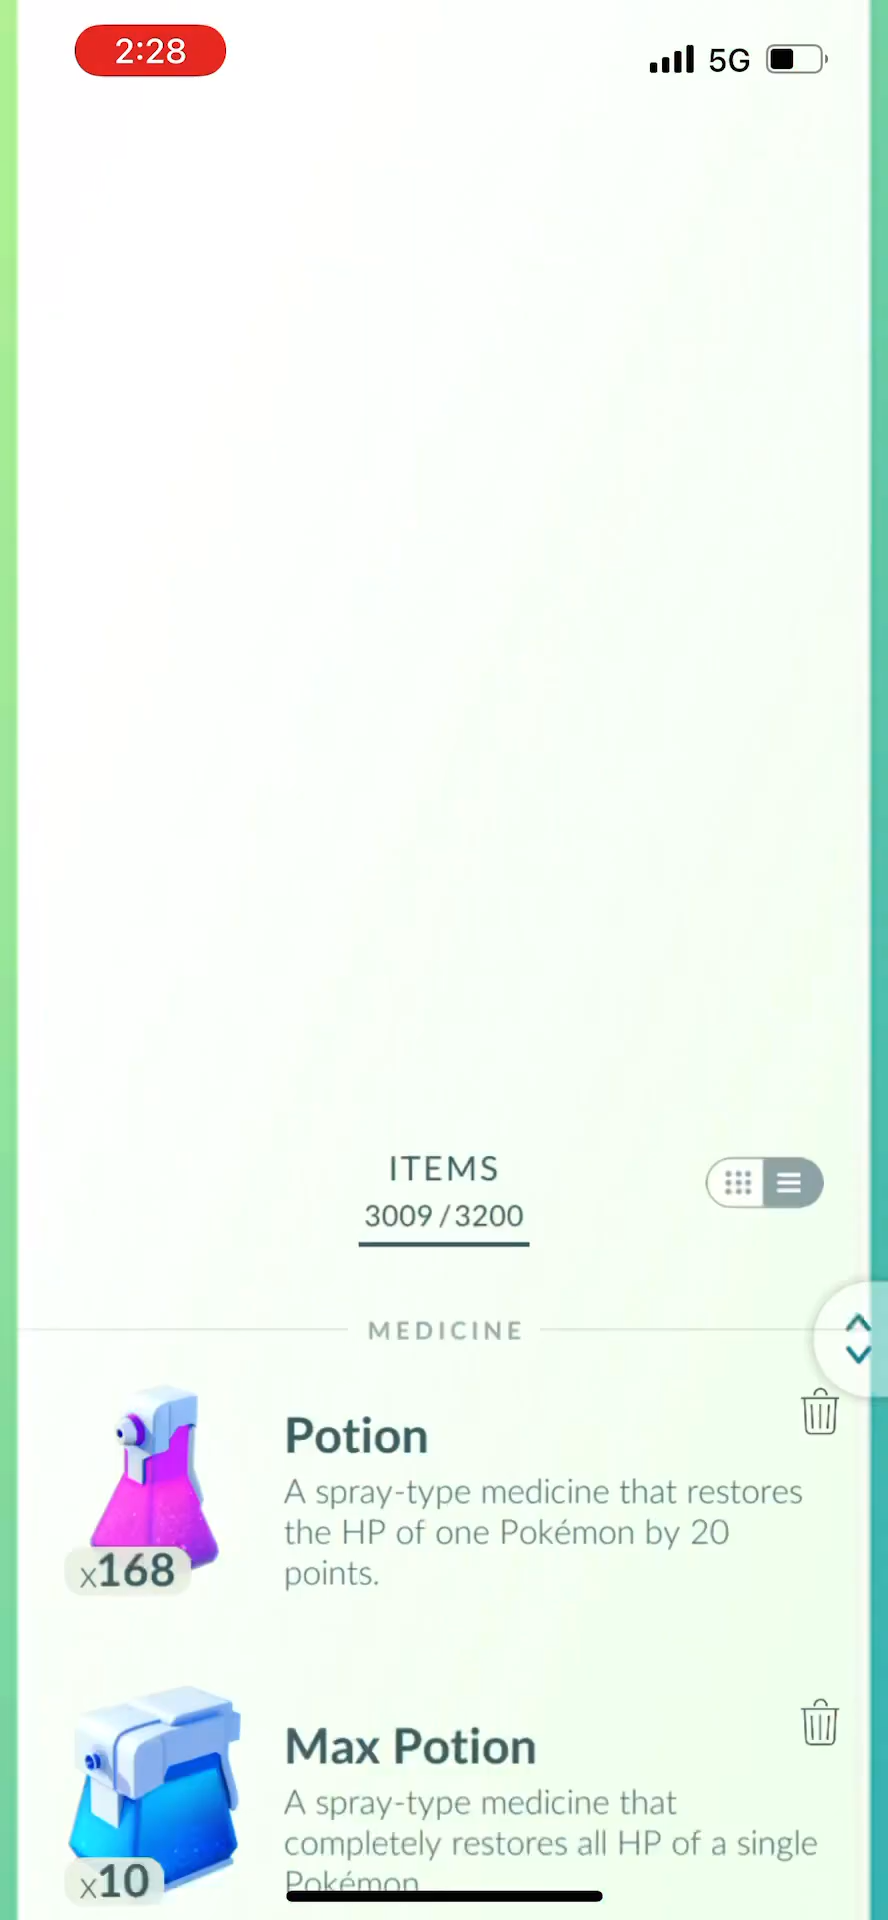 2:28
5G
ITEMS
3009/3200
MEDICINE
Potion
A spray-type medicine that restores
the HP of one Pokémon by 20
points.
x168
Max Potion
A spray-type medicine that
completely restores all HP of a single
Pokémon
x10